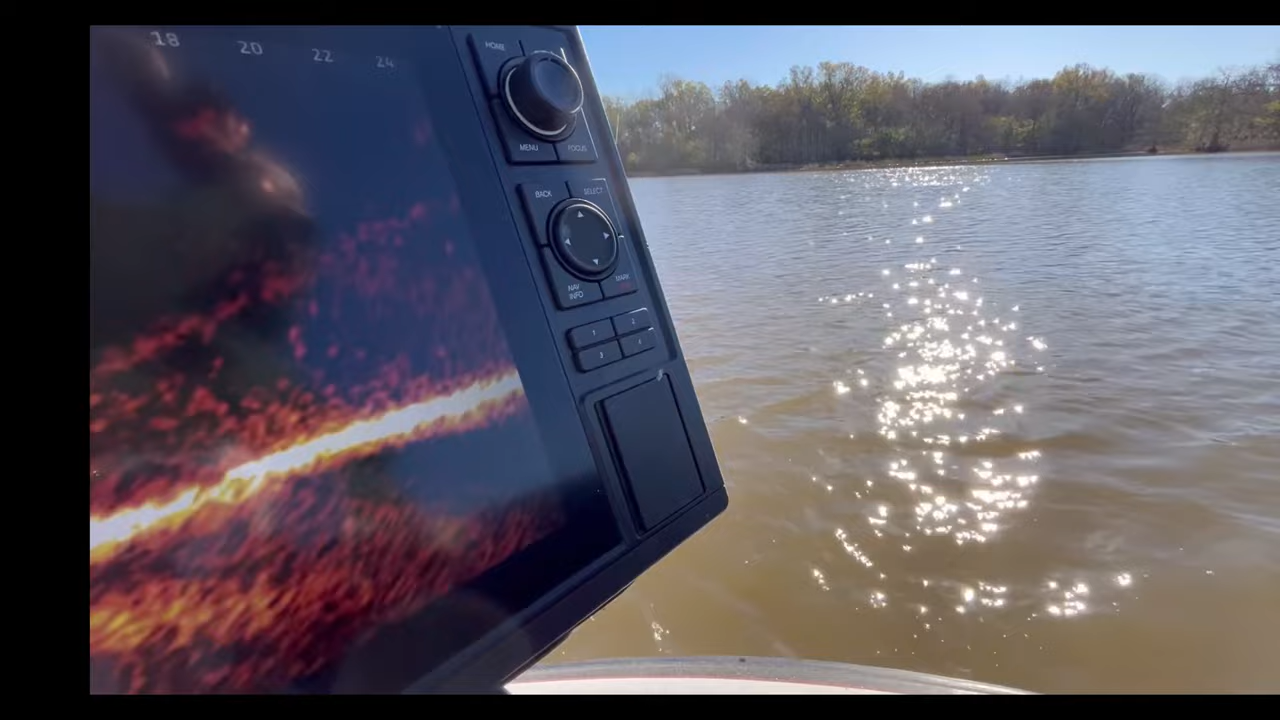 18 20 22 24
HOME
MENU FOCUS
BACK SELECT
NAV INFO MARK
1 2
3 4